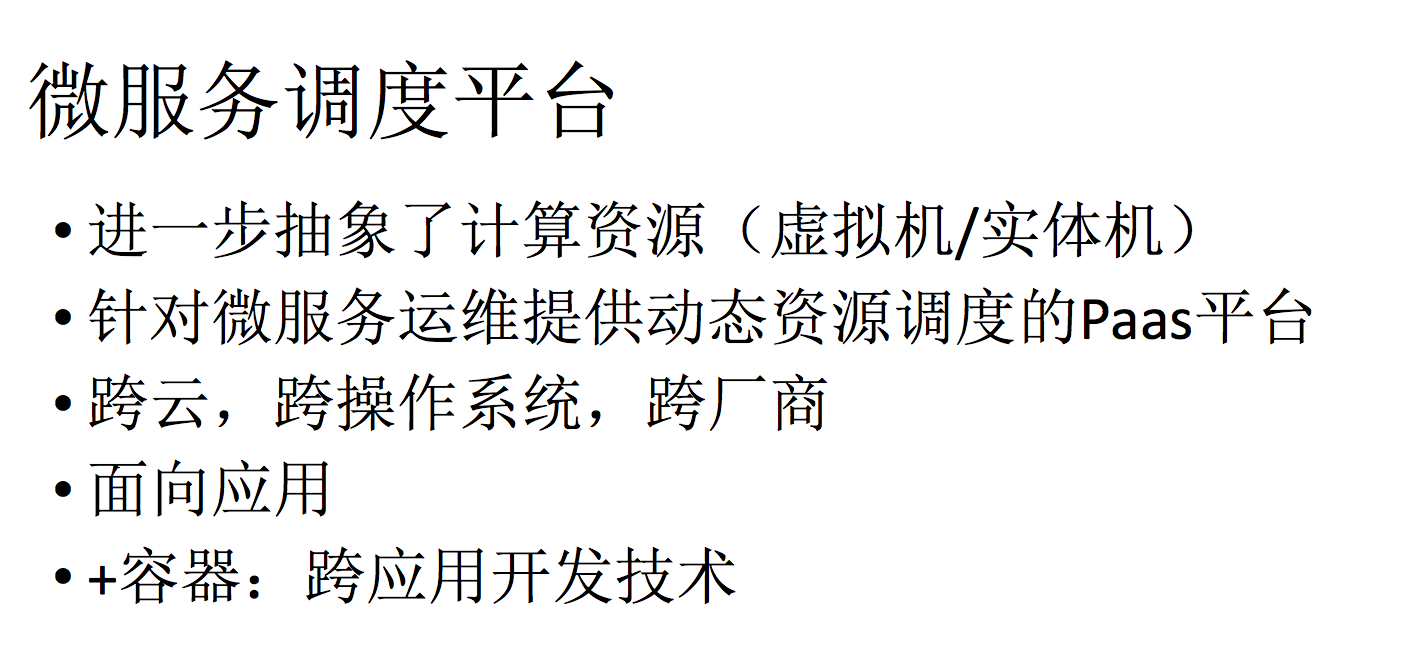 微服务调度平台
•进一步抽象了计算资源（虚拟机/实体机）
•针对微服务运维提供动态资源调度的Paas平台
•跨云，跨操作系统，跨厂商
•面向应用
•+容器：跨应用开发技术